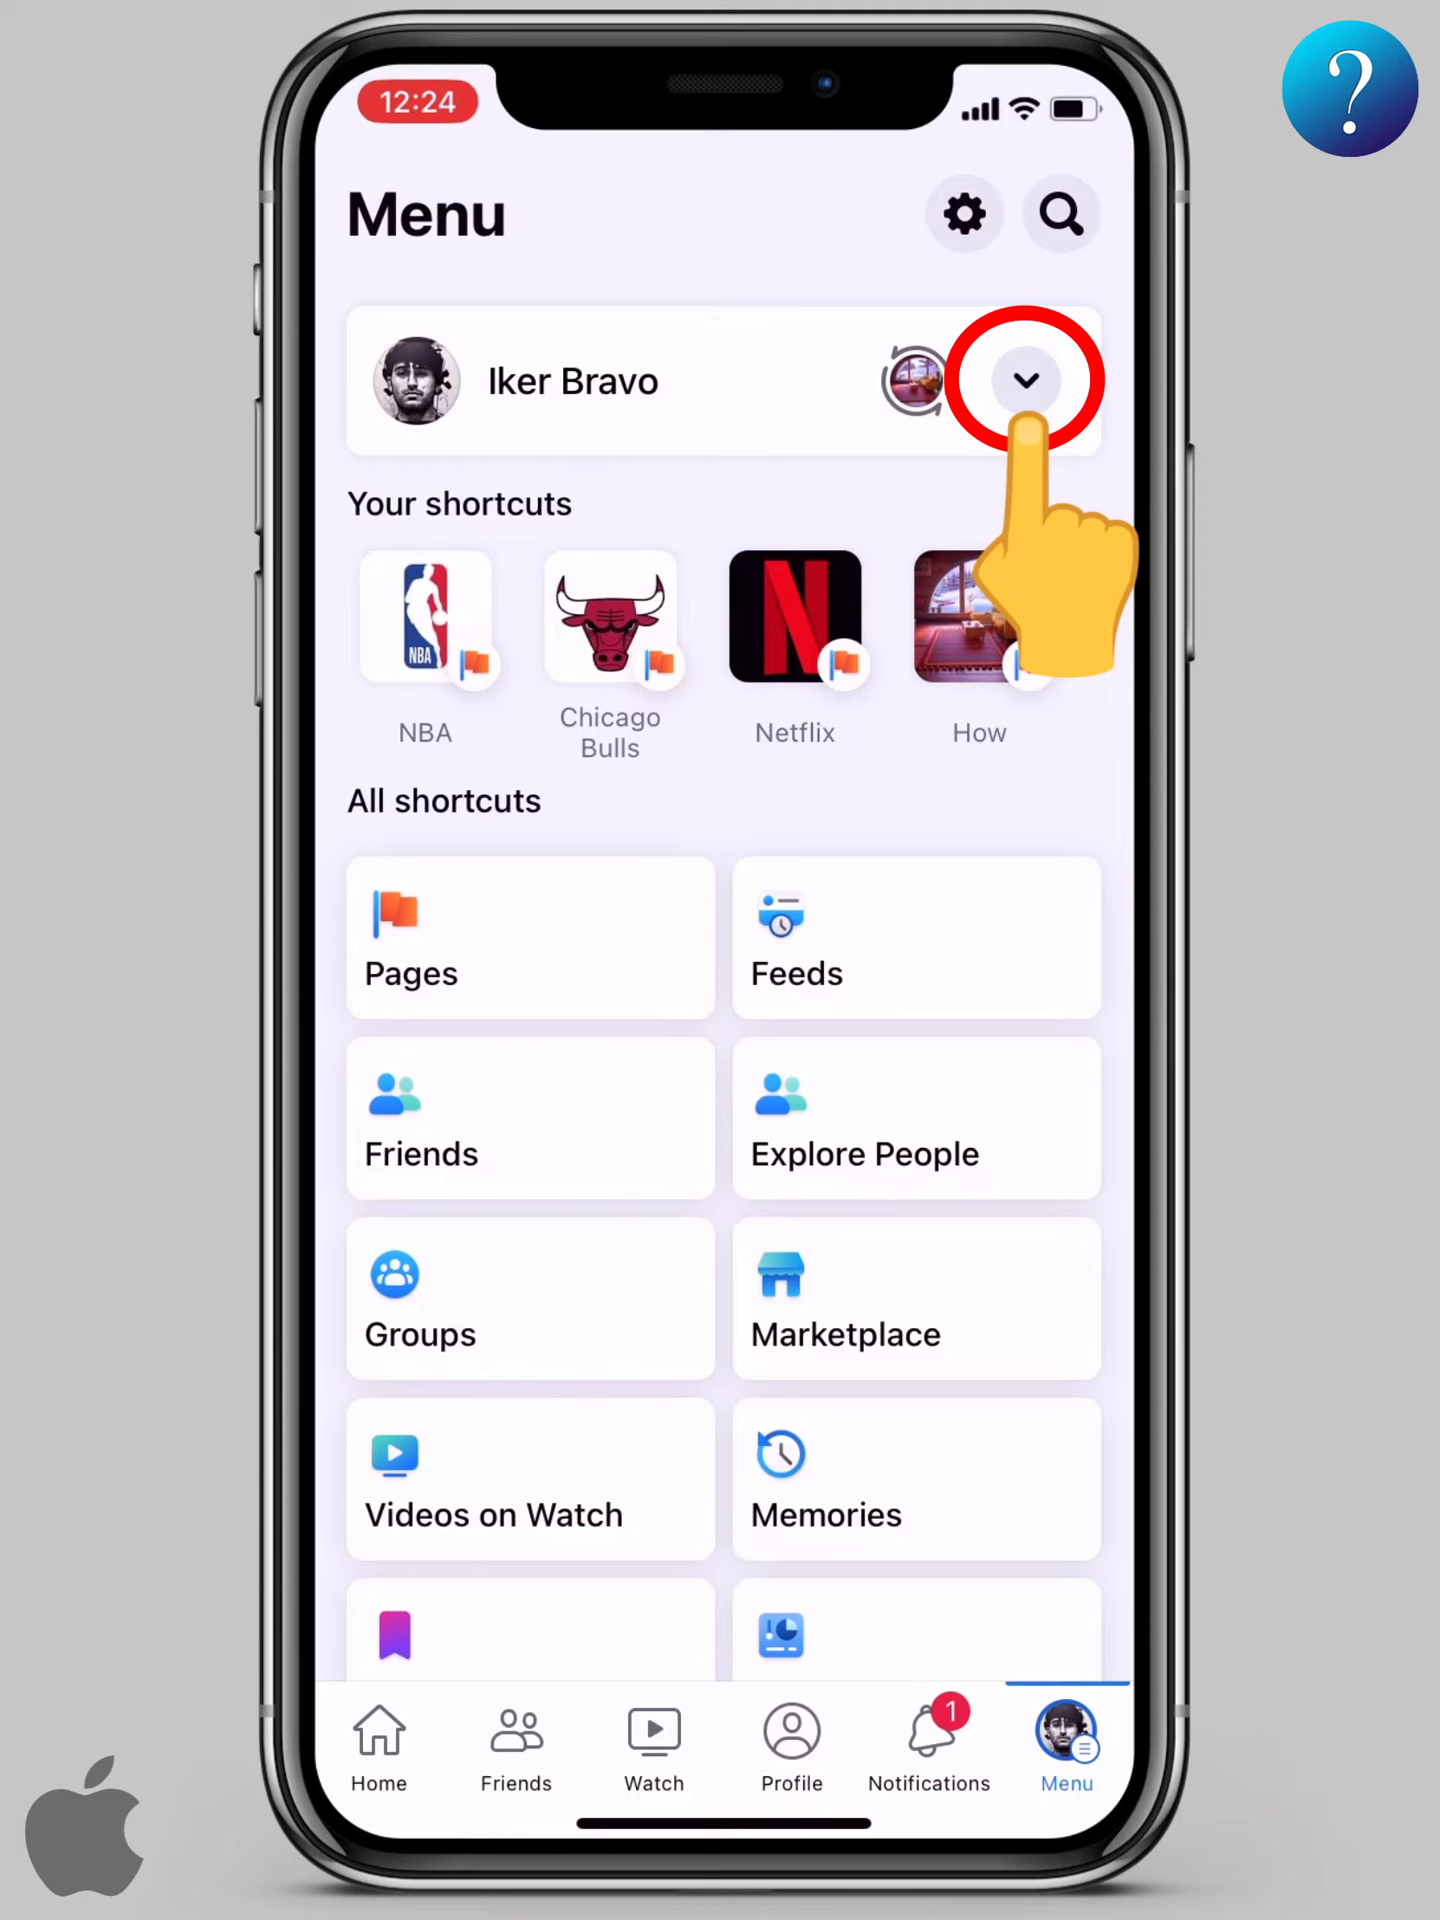 ?
12:24
Menu
Iker Bravo
Your shortcuts
NBA
N
NBA
Chicago
Bulls
Netflix
How
All shortcuts
Pages
Feeds
Friends
Explore People
Groups
Marketplace
Videos on Watch
Memories
1
Home
Friends
Watch
Profile
Notifications
Menu